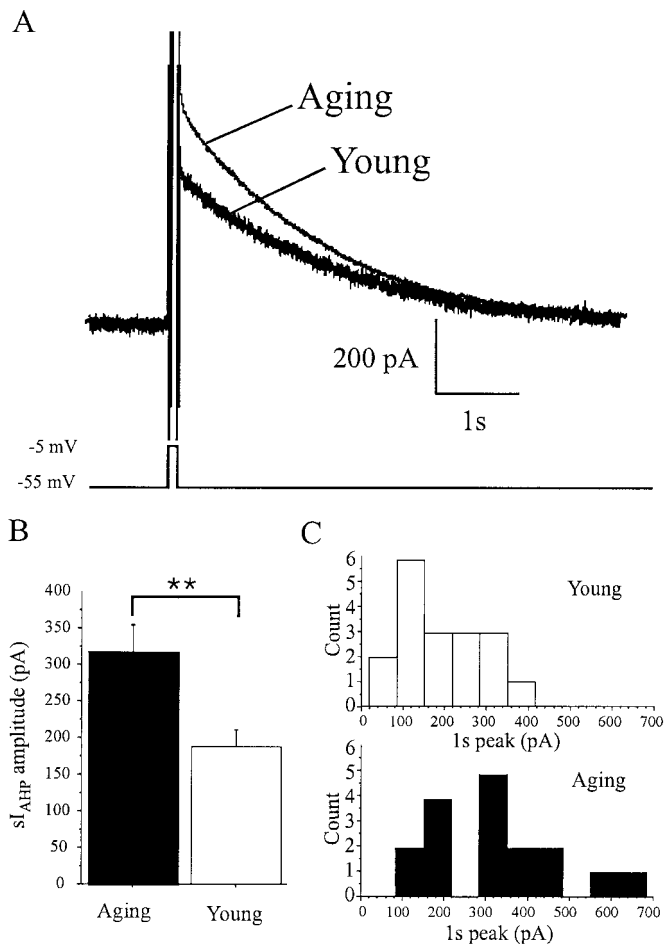 A
Aging
Young
200 pA
1s
-5 mV
-55 mV
B
**
400
350
300
250
200
150
100
50
0
sI_AHP amplitude (pA)
Aging
Young
C
6
5
4
3
2
1
0
Count
Young
0 100 200 300 400 500 600 700
1s peak (pA)
6
5
4
3
2
1
0
Count
Aging
100 200 300 400 500 600 700
1s peak (pA)